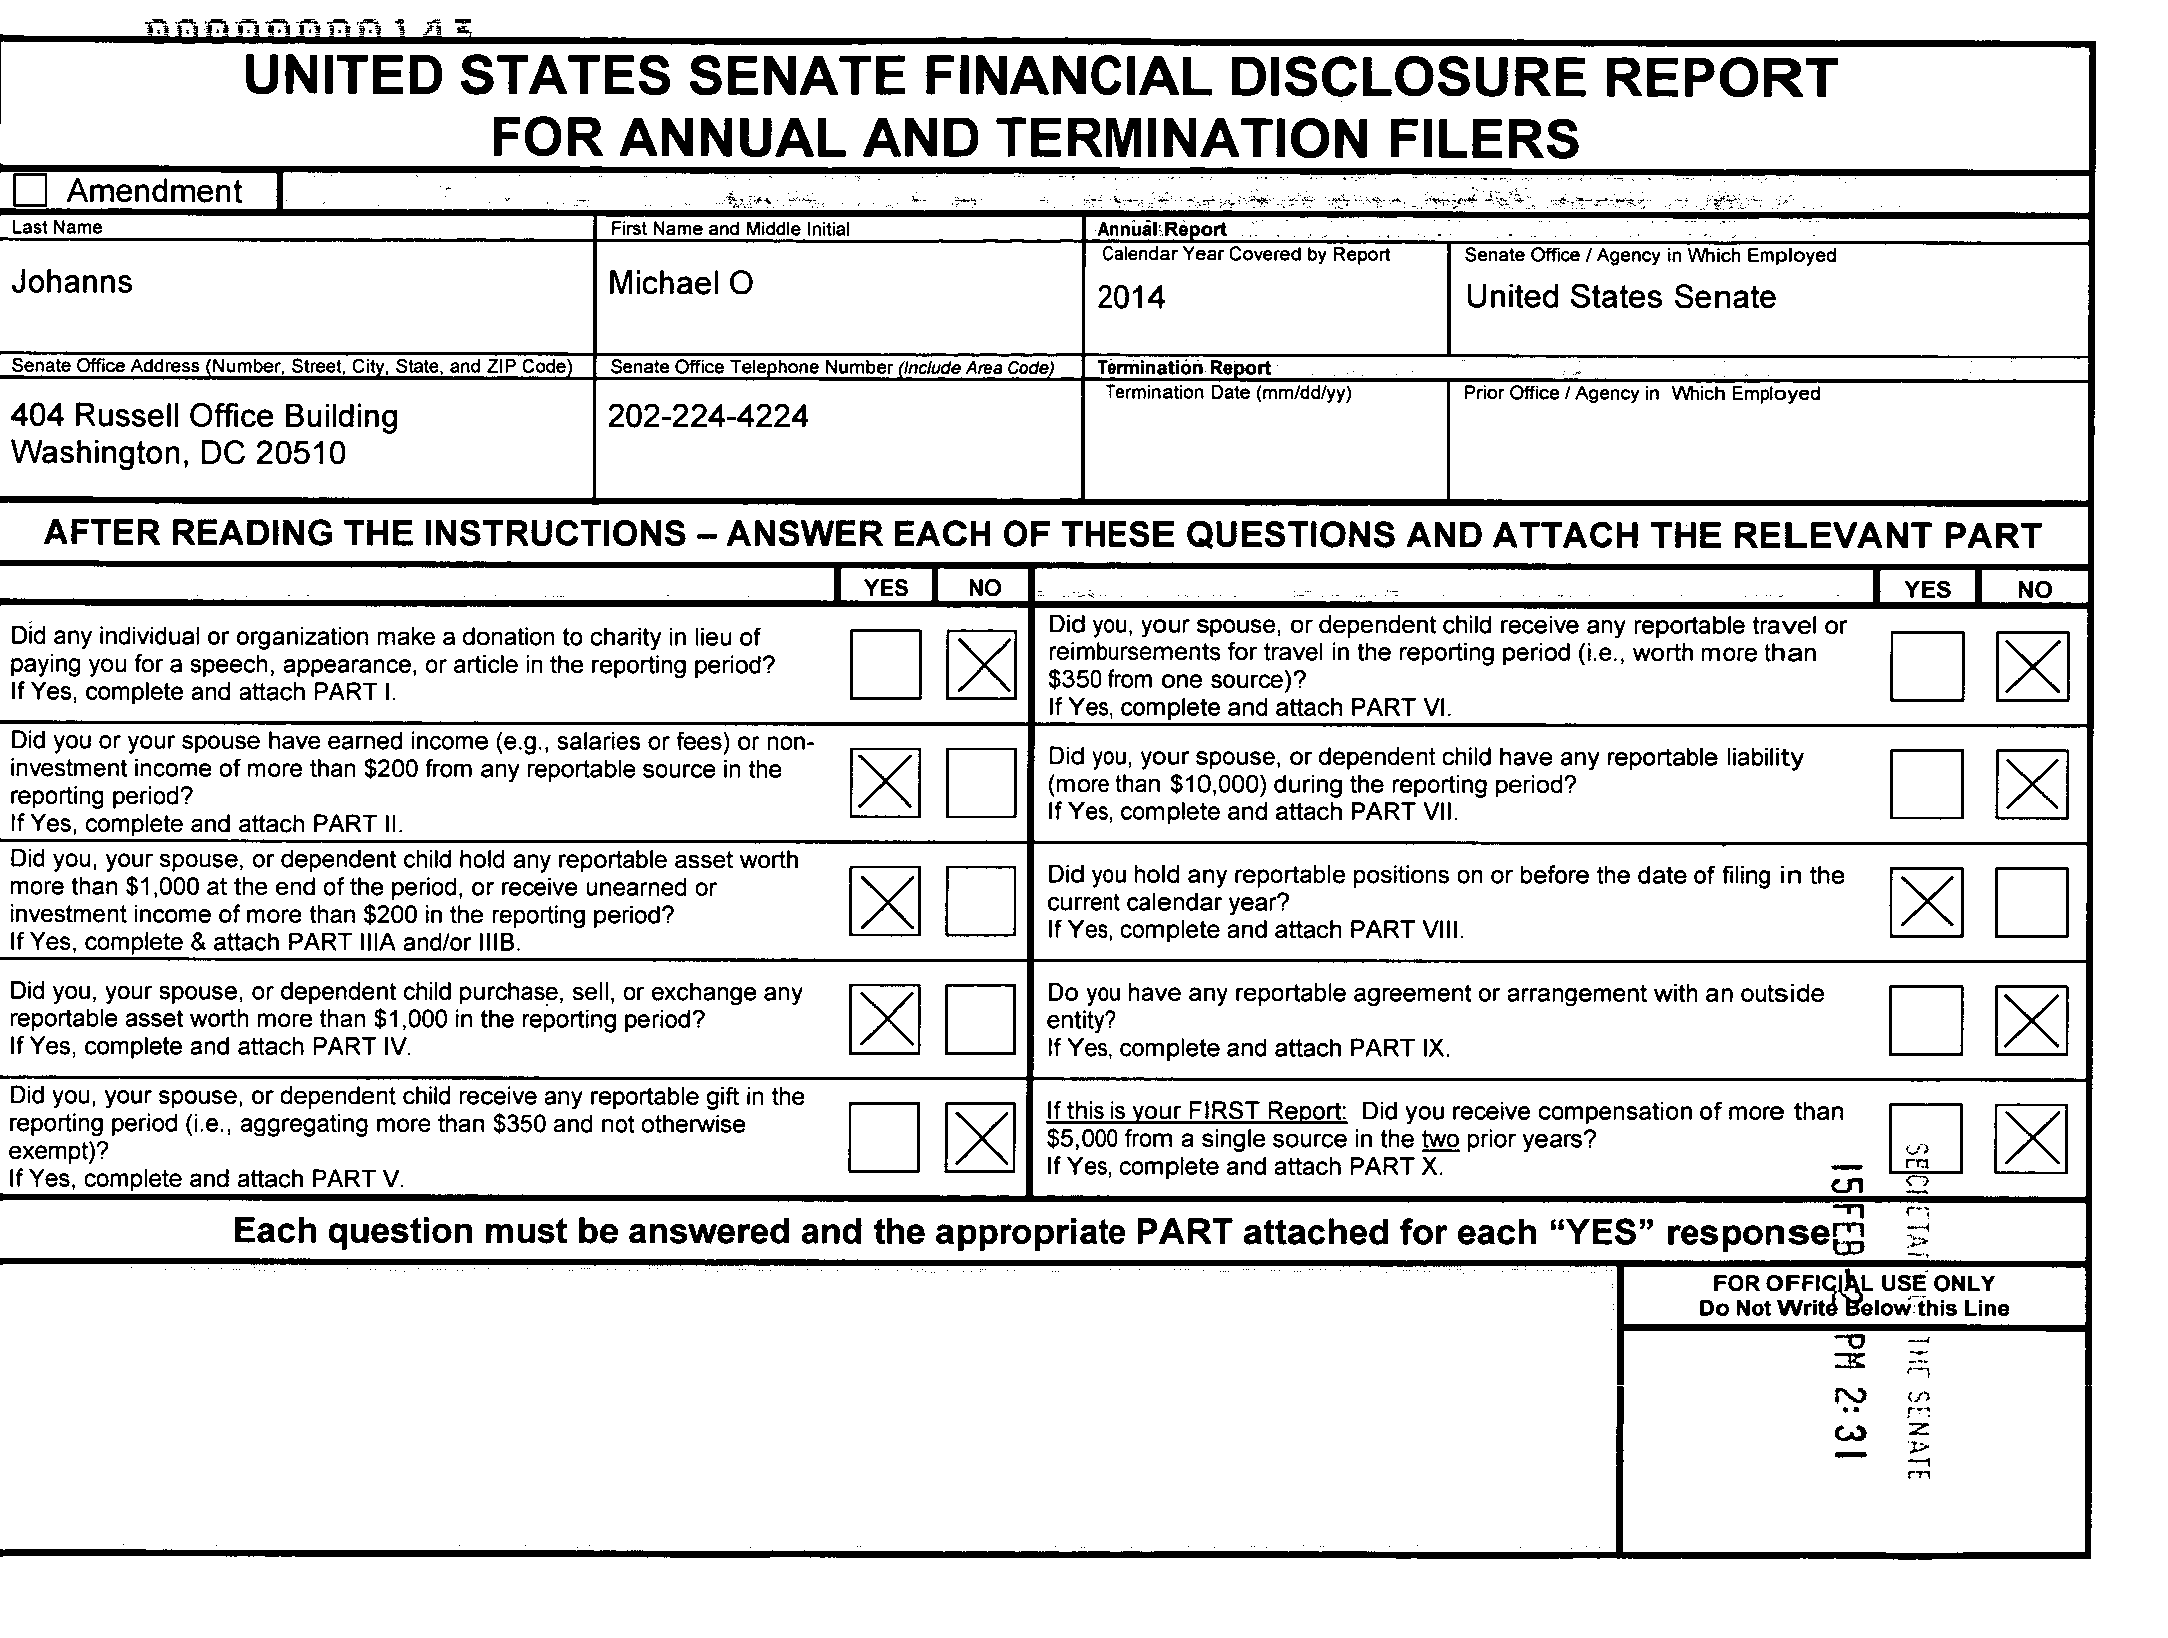 000000000143
UNITED STATES SENATE FINANCIAL DISCLOSURE REPORT
FOR ANNUAL AND TERMINATION FILERS
Amendment
Last Name
First Name and Middle Initial
Annual Report
Johanns
Michael O
Calendar Year Covered by Report
Senate Office / Agency in Which Employed
2014
United States Senate
Senate Office Address (Number, Street, City, State, and ZIP Code)
Senate Office Telephone Number (Include Area Code)
Termination Report
404 Russell Office Building
Washington, DC 20510
202-224-4224
Termination Date (mm/dd/yy)
Prior Office / Agency in Which Employed
AFTER READING THE INSTRUCTIONS – ANSWER EACH OF THESE QUESTIONS AND ATTACH THE RELEVANT PART
YES NO
YES NO
Did any individual or organization make a donation to charity in lieu of
paying you for a speech, appearance, or article in the reporting period?
If Yes, complete and attach PART I.
Did you, your spouse, or dependent child receive any reportable travel or
reimbursements for travel in the reporting period (i.e., worth more than
$350 from one source)?
If Yes, complete and attach PART VI.
Did you or your spouse have earned income (e.g., salaries or fees) or non-
investment income of more than $200 from any reportable source in the
reporting period?
If Yes, complete and attach PART II.
Did you, your spouse, or dependent child have any reportable liability
(more than $10,000) during the reporting period?
If Yes, complete and attach PART VII.
Did you, your spouse, or dependent child hold any reportable asset worth
more than $1,000 at the end of the period, or receive unearned or
investment income of more than $200 in the reporting period?
If Yes, complete & attach PART IIIA and/or IIIB.
Did you hold any reportable positions on or before the date of filing in the
current calendar year?
If Yes, complete and attach PART VIII.
Did you, your spouse, or dependent child purchase, sell, or exchange any
reportable asset worth more than $1,000 in the reporting period?
If Yes, complete and attach PART IV.
Do you have any reportable agreement or arrangement with an outside
entity?
If Yes, complete and attach PART IX.
Did you, your spouse, or dependent child receive any reportable gift in the
reporting period (i.e., aggregating more than $350 and not otherwise
exempt)?
If Yes, complete and attach PART V.
If this is your FIRST Report: Did you receive compensation of more than
$5,000 from a single source in the two prior years?
If Yes, complete and attach PART X.
Each question must be answered and the appropriate PART attached for each “YES” response
FOR OFFICIAL USE ONLY
Do Not Write Below this Line
15 FEB PM 2:31
THE SENATE